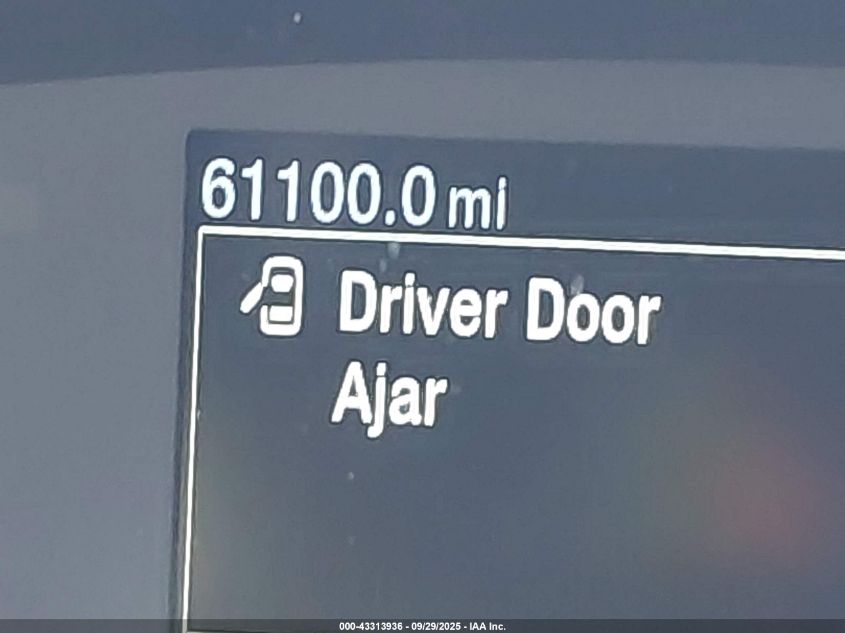 61100.0 mi
Driver Door
Ajar
000-43313936 - 09/29/2025 - IAA Inc.